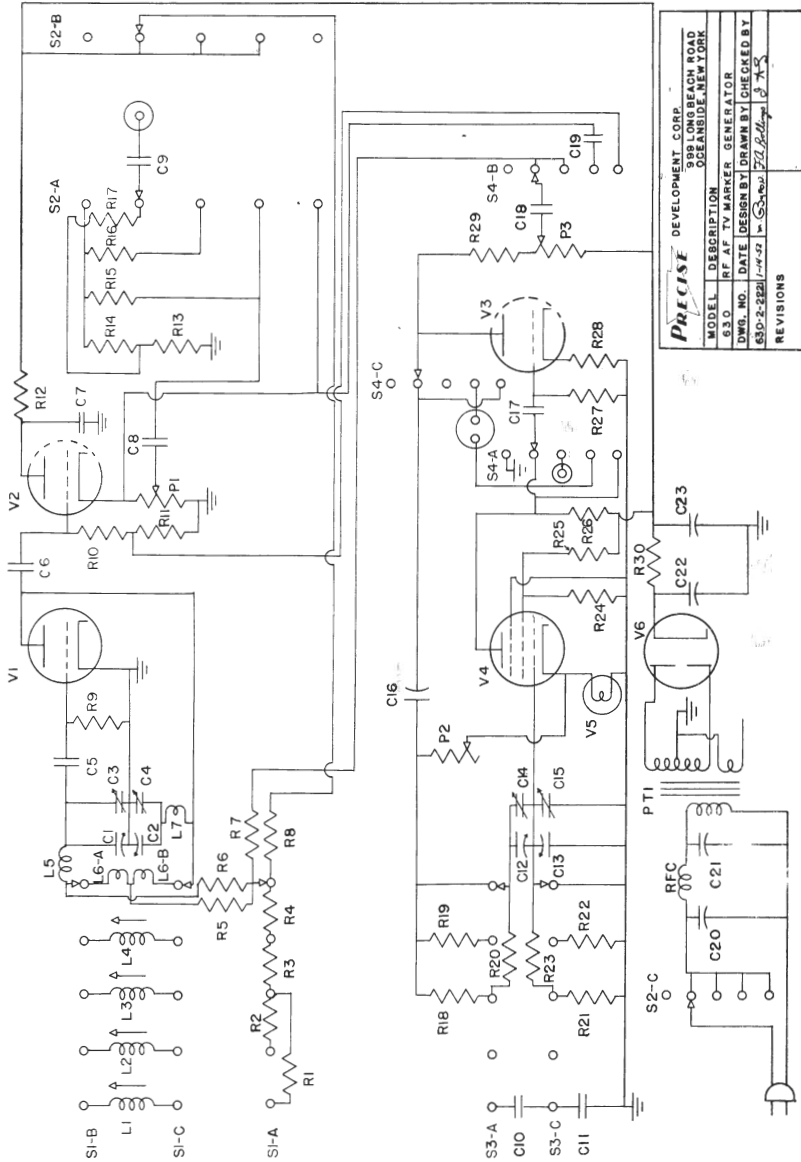 S1-B
L1
L2
L3
L4
S1-C
S1-A
R1
R2
R3
R4
R5
R6
R7
R8
L5
L6-A
L6-B
L7
C1
C2
C3
C4
C5
R9
V1
C6
V2
R10
R11
P1
C7
R12
C8
R13
R14
R15
R16
R17
S2-A
C9
S2-B
S3-A
S3-C
C10
C11
R18
R19
R20
R21
R22
R23
C12
C13
C14
C15
P2
C16
V4
V5
R24
R25
R26
S4-A
S4-C
C17
R27
R28
V3
R29
P3
C18
S4-B
C19
S2-C
C20
RFC
C21
PT1
V6
C22
R30
C23
PRECISE DEVELOPMENT CORP.
999 LONG BEACH ROAD
OCEANSIDE, NEW YORK
MODEL DESCRIPTION
630 RF AF TV MARKER GENERATOR
DWG. NO. DATE DESIGN BY DRAWN BY CHECKED BY
630-2-2221 1-14-52
REVISIONS